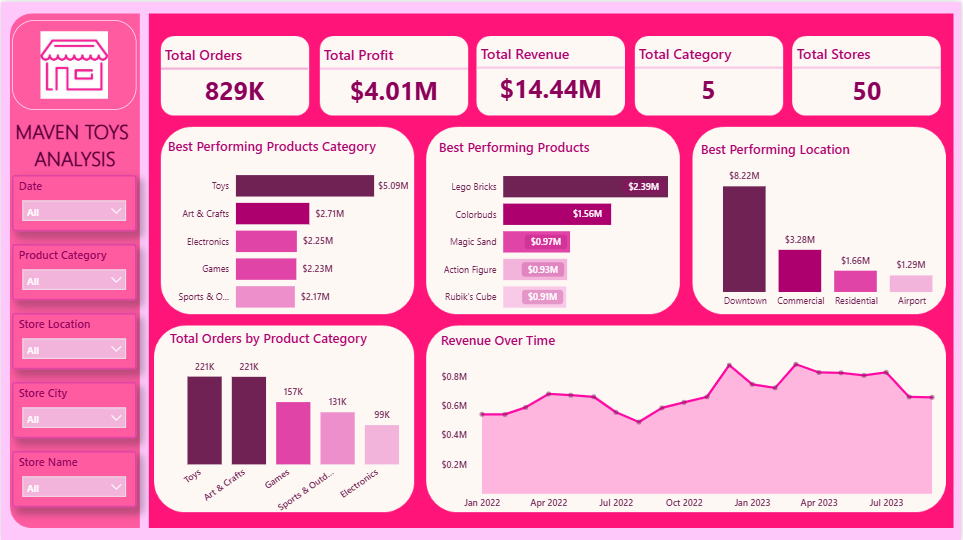 MAVEN TOYS
ANALYSIS
Date
All
Product Category
All
Store Location
All
Store City
All
Store Name
All
Total Orders
829K
Total Profit
$4.01M
Total Revenue
$14.44M
Total Category
5
Total Stores
50
Best Performing Products Category
Toys $5.09M
Art & Crafts $2.71M
Electronics $2.25M
Games $2.23M
Sports & O... $2.17M
Best Performing Products
Lego Bricks $2.39M
Colorbuds $1.56M
Magic Sand $0.97M
Action Figure $0.93M
Rubik's Cube $0.91M
Best Performing Location
$8.22M
$3.28M
$1.66M
$1.29M
Downtown Commercial Residential Airport
Total Orders by Product Category
221K 221K
157K
131K
99K
Toys
Art & Crafts
Games
Sports & Outd...
Electronics
Revenue Over Time
$0.8M
$0.6M
$0.4M
$0.2M
Jan 2022 Apr 2022 Jul 2022 Oct 2022 Jan 2023 Apr 2023 Jul 2023